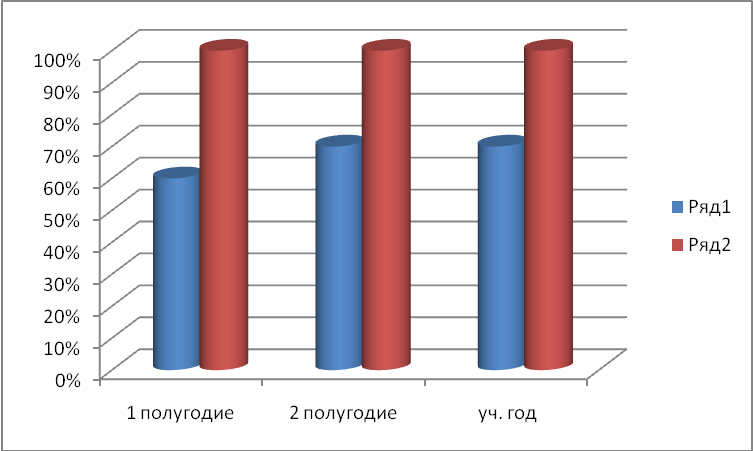 100%
90%
80%
70%
60%
50%
40%
30%
20%
10%
0%
1 полугодие
2 полугодие
уч. год
Ряд1
Ряд2